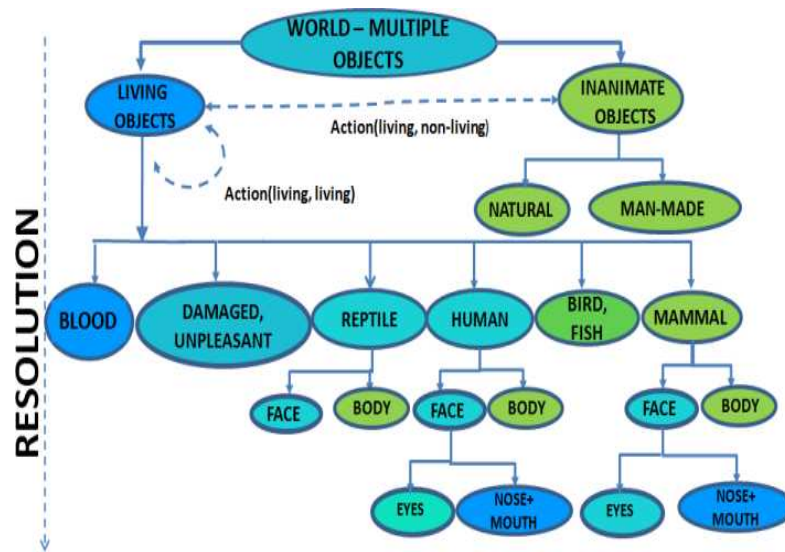 WORLD – MULTIPLE
OBJECTS
LIVING
OBJECTS
INANIMATE
OBJECTS
Action(living, non-living)
Action(living, living)
NATURAL
MAN-MADE
RESOLUTION
BLOOD
DAMAGED,
UNPLEASANT
REPTILE
HUMAN
BIRD,
FISH
MAMMAL
FACE
BODY
FACE
BODY
FACE
BODY
EYES
NOSE+
MOUTH
EYES
NOSE+
MOUTH